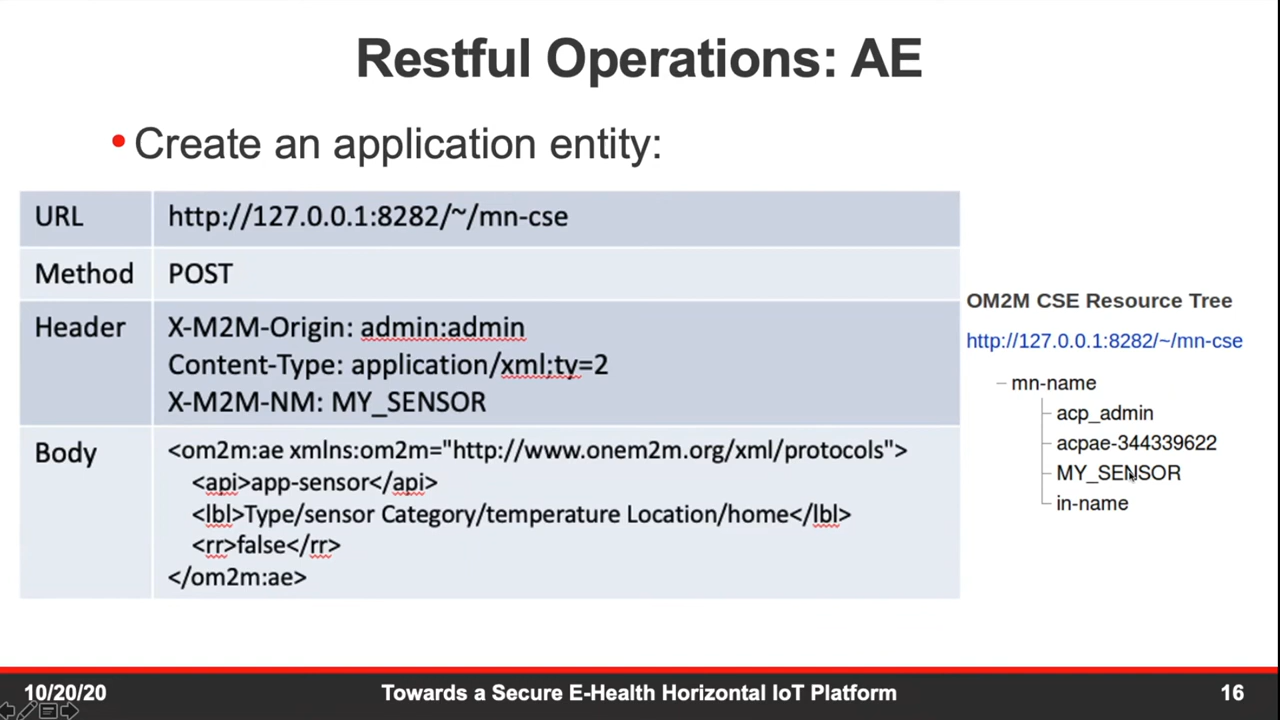 Restful Operations: AE
• Create an application entity:
URL http://127.0.0.1:8282/~/mn-cse
Method POST
Header X-M2M-Origin: admin:admin
Content-Type: application/xml;ty=2
X-M2M-NM: MY_SENSOR
Body <om2m:ae xmlns:om2m="http://www.onem2m.org/xml/protocols">
<api>app-sensor</api>
<lbl>Type/sensor Category/temperature Location/home</lbl>
<rr>false</rr>
</om2m:ae>
OM2M CSE Resource Tree
http://127.0.0.1:8282/~/mn-cse
mn-name
acp_admin
acpae-344339622
MY_SENSOR
in-name
10/20/20 Towards a Secure E-Health Horizontal IoT Platform 16